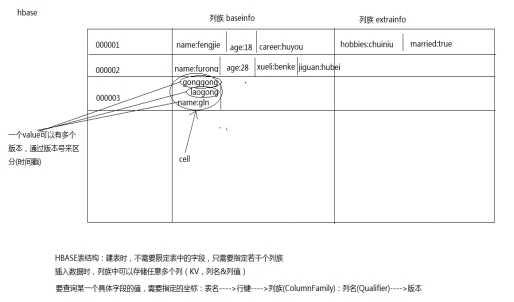 hbase
列族 baseinfo
列族 extrainfo
000001
name:fengjie
age:18
career:huyou
hobbies:chuiniu
married:true
000002
name:furong
age:28
xueli:benke
jiguan:hubei
000003
gonggong
laogong
name:gln
一个value可以有多个
版本，通过版本号来区
分(时间戳)
cell
HBASE表结构：建表时，不需要限定表中的字段，只需要指定若干个列族
插入数据时，列族中可以存储任意多个列（KV，列名&列值）
要查询某一个具体字段的值，需要指定的坐标：表名---->行键---->列族(ColumnFamily)：列名(Qualifier)---->版本